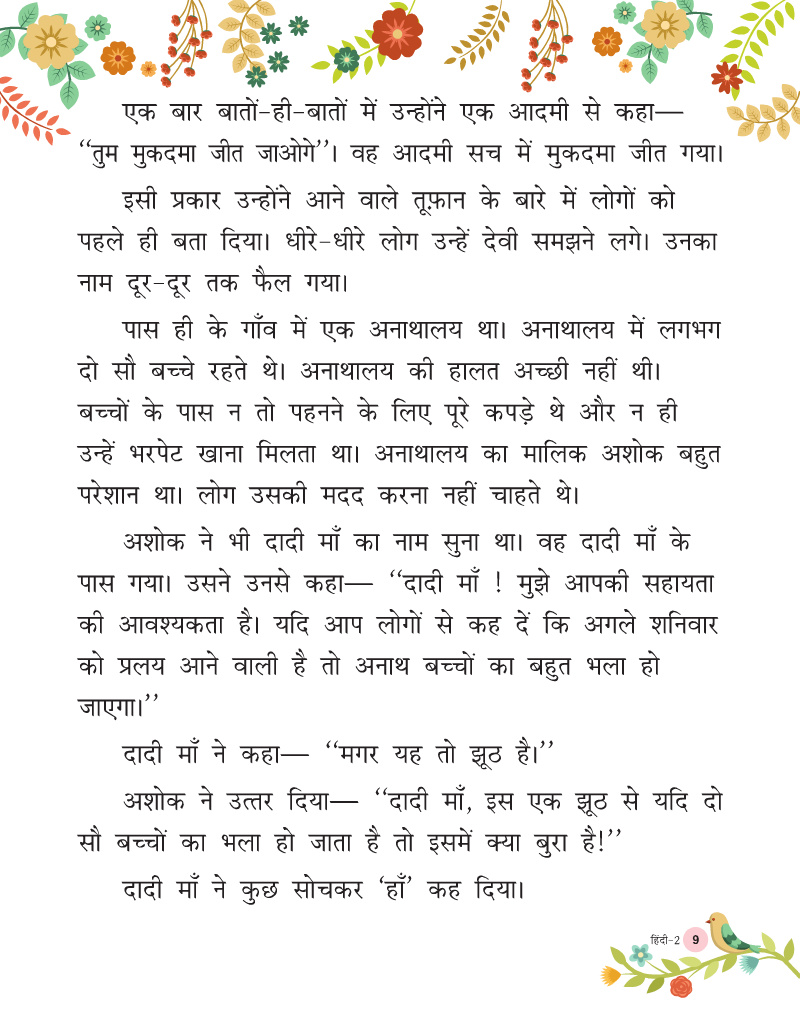 एक बार बातों-ही-बातों में उन्होंने एक आदमी से कहा—
‘‘तुम मुकदमा जीत जाओगे’’। वह आदमी सच में मुकदमा जीत गया।
इसी प्रकार उन्होंने आने वाले तूफ़ान के बारे में लोगों को
पहले ही बता दिया। धीरे-धीरे लोग उन्हें देवी समझने लगे। उनका
नाम दूर-दूर तक फैल गया।
पास ही के गाँव में एक अनाथालय था। अनाथालय में लगभग
दो सौ बच्चे रहते थे। अनाथालय की हालत अच्छी नहीं थी।
बच्चों के पास न तो पहनने के लिए पूरे कपड़े थे और न ही
उन्हें भरपेट खाना मिलता था। अनाथालय का मालिक अशोक बहुत
परेशान था। लोग उसकी मदद करना नहीं चाहते थे।
अशोक ने भी दादी माँ का नाम सुना था। वह दादी माँ के
पास गया। उसने उनसे कहा— ‘‘दादी माँ ! मुझे आपकी सहायता
की आवश्यकता है। यदि आप लोगों से कह दें कि अगले शनिवार
को प्रलय आने वाली है तो अनाथ बच्चों का बहुत भला हो
जाएगा।’’
दादी माँ ने कहा— ‘‘मगर यह तो झूठ है।’’
अशोक ने उत्तर दिया— ‘‘दादी माँ, इस एक झूठ से यदि दो
सौ बच्चों का भला हो जाता है तो इसमें क्या बुरा है!’’
दादी माँ ने कुछ सोचकर ‘हाँ’ कह दिया।
हिंदी-2 9